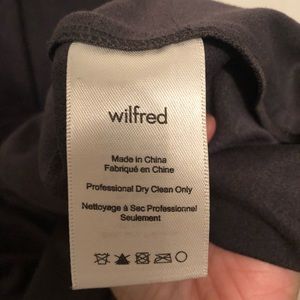 wilfred
Made in China
Fabriqué en Chine
Professional Dry Clean Only
Nettoyage à Sec Professionnel
Seulement